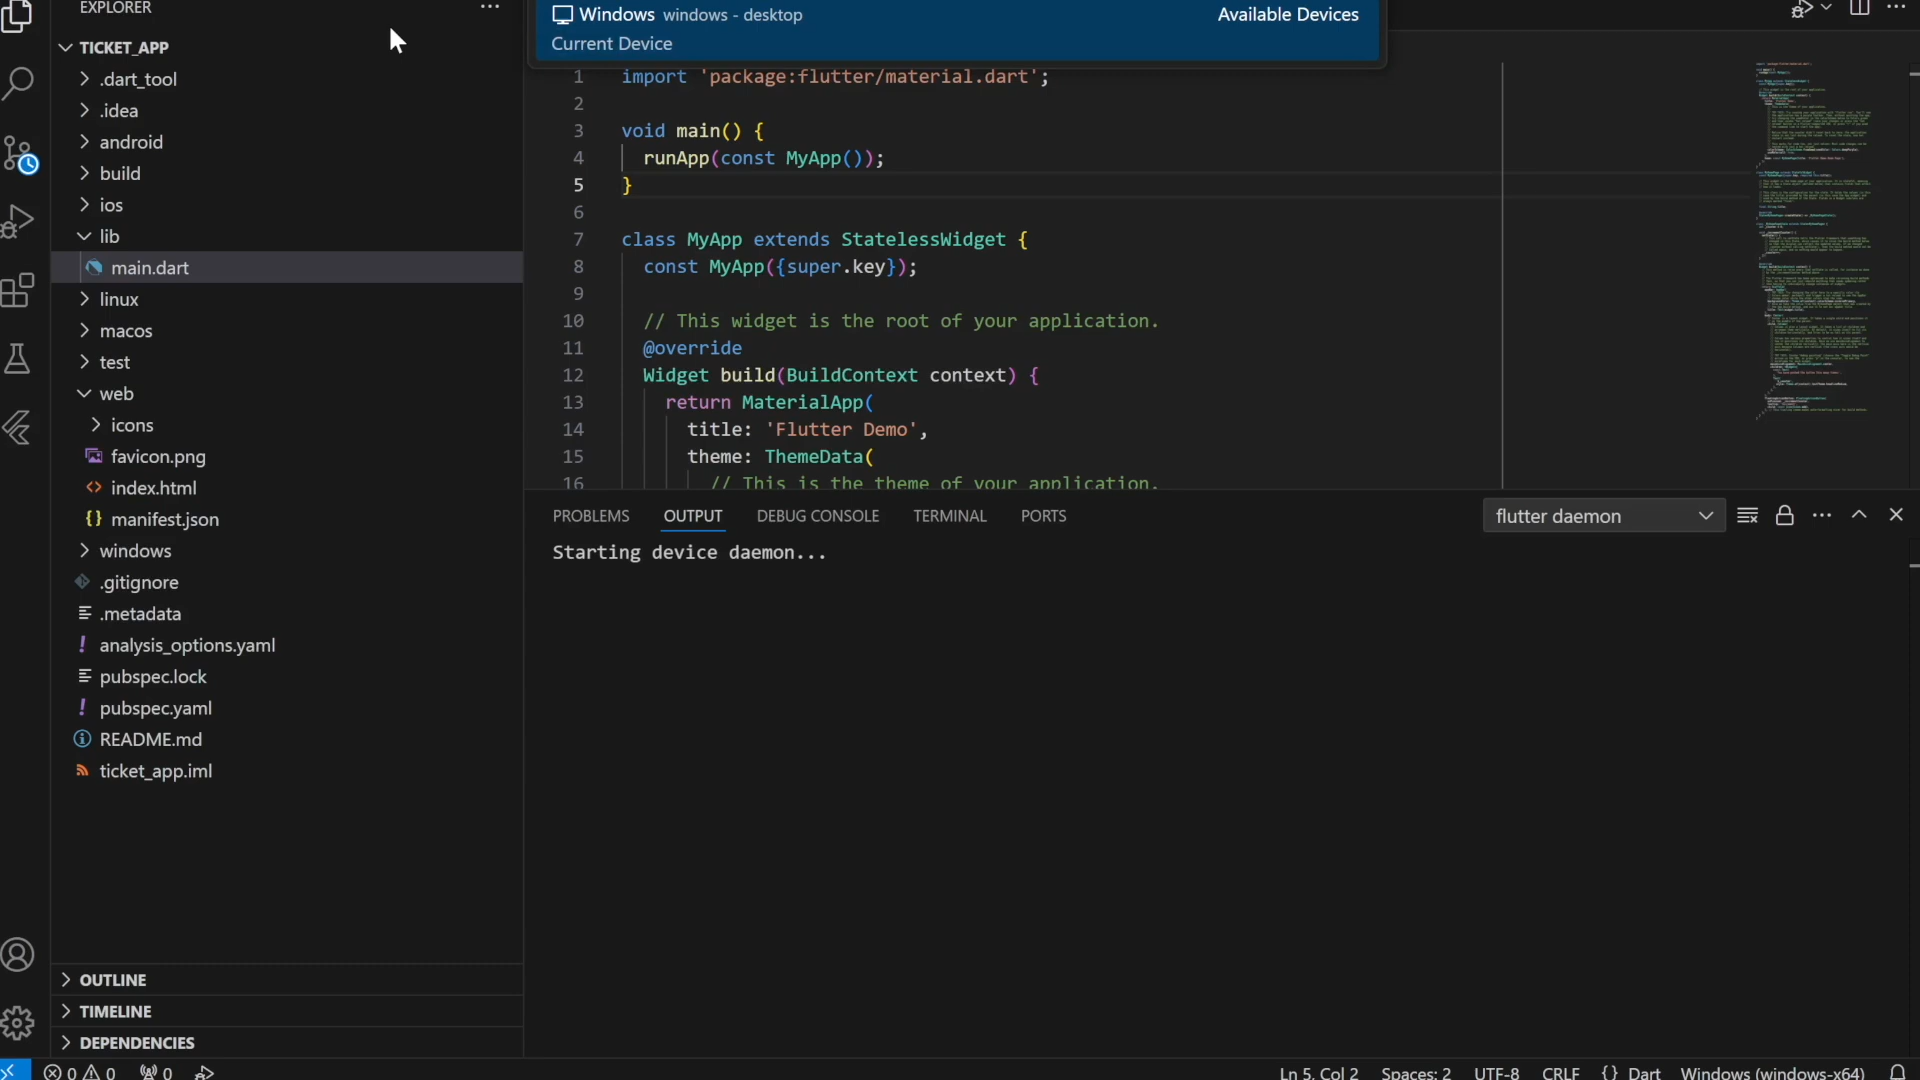 EXPLORER
TICKET_APP
.dart_tool
.idea
android
build
ios
lib
main.dart
linux
macos
test
web
icons
favicon.png
index.html
manifest.json
windows
.gitignore
.metadata
analysis_options.yaml
pubspec.lock
pubspec.yaml
README.md
ticket_app.iml
OUTLINE
TIMELINE
DEPENDENCIES
Windows windows - desktop Available Devices
Current Device
1 import 'package:flutter/material.dart';
2
3 void main() {
4 runApp(const MyApp());
5 }
6
7 class MyApp extends StatelessWidget {
8 const MyApp({super.key});
9
10 // This widget is the root of your application.
11 @override
12 Widget build(BuildContext context) {
13 return MaterialApp(
14 title: 'Flutter Demo',
15 theme: ThemeData(
16 // This is the theme of your application.
PROBLEMS OUTPUT DEBUG CONSOLE TERMINAL PORTS flutter daemon
Starting device daemon...
0 0 0 Ln 5, Col 2 Spaces: 2 UTF-8 CRLF {} Dart Windows (windows-x64)